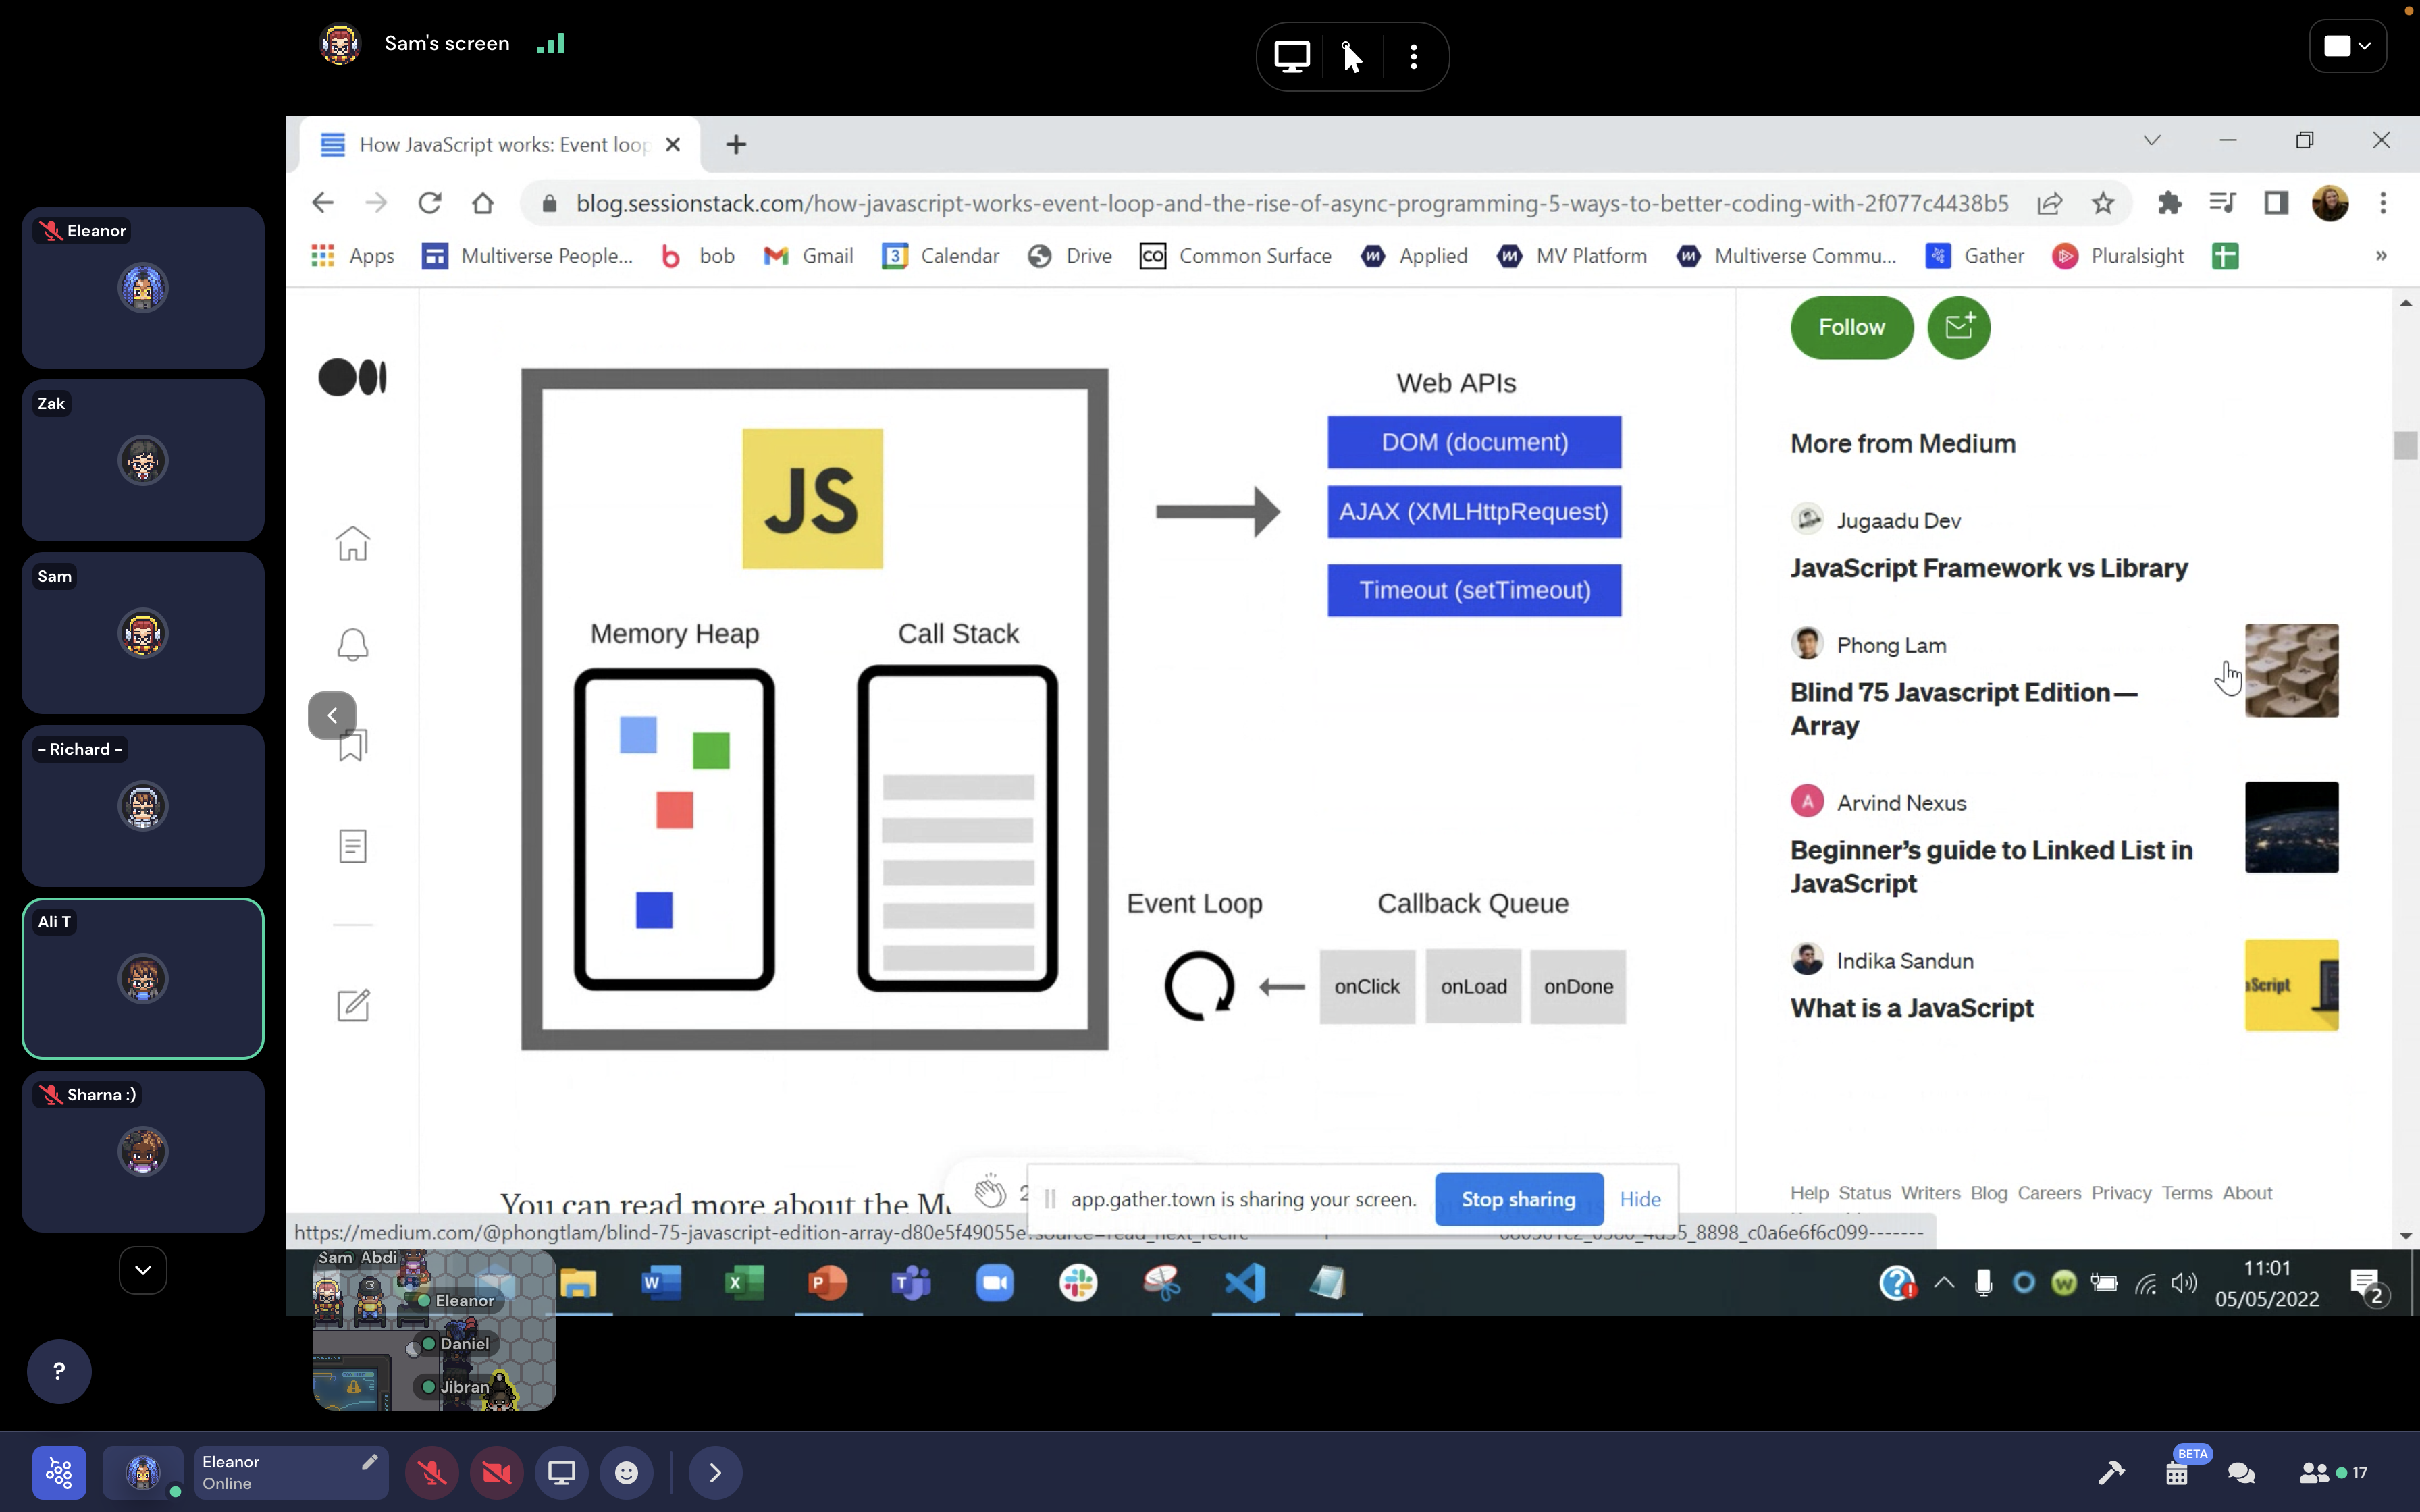 Sam's screen
Eleanor
Zak
Sam
- Richard -
Ali T
Sharna :)
How JavaScript works: Event loop
blog.sessionstack.com/how-javascript-works-event-loop-and-the-rise-of-async-programming-5-ways-to-better-coding-with-2f077c4438b5
Apps
Multiverse People...
bob
Gmail
3
Calendar
Drive
CO
Common Surface
Applied
MV Platform
Multiverse Commu...
Gather
Pluralsight
»
JS
Memory Heap
Call Stack
Web APIs
DOM (document)
AJAX (XMLHttpRequest)
Timeout (setTimeout)
Event Loop
Callback Queue
onClick
onLoad
onDone
Follow
More from Medium
Jugaadu Dev
JavaScript Framework vs Library
Phong Lam
Blind 75 Javascript Edition —
Array
A
Arvind Nexus
Beginner's guide to Linked List in
JavaScript
Indika Sandun
What is a JavaScript
aScript
Help Status Writers Blog Careers Privacy Terms About
You can read more about the
2
app.gather.town is sharing your screen.
Stop sharing
Hide
https://medium.com/@phongtlam/blind-75-javascript-edition-array-d80e5f49055e
Sam
Abdi
Eleanor
Daniel
Jibran
11:01
05/05/2022
2
?
Eleanor
Online
BETA
17